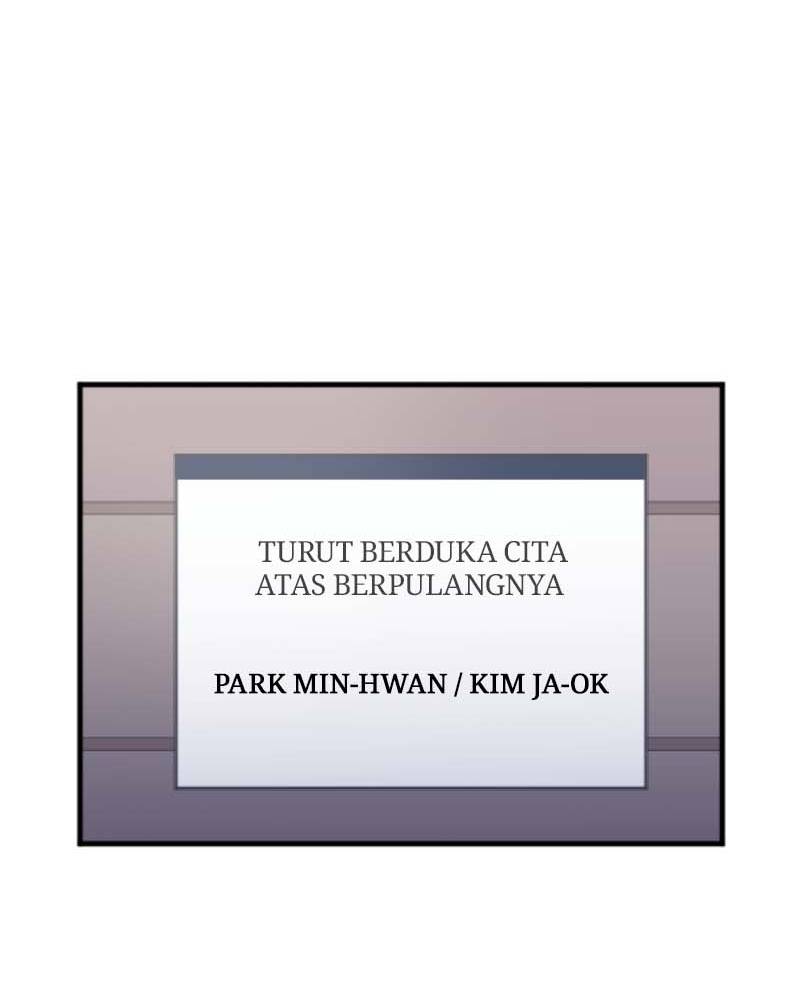 TURUT BERDUKA CITA
ATAS BERPULANGNYA
PARK MIN-HWAN / KIM JA-OK